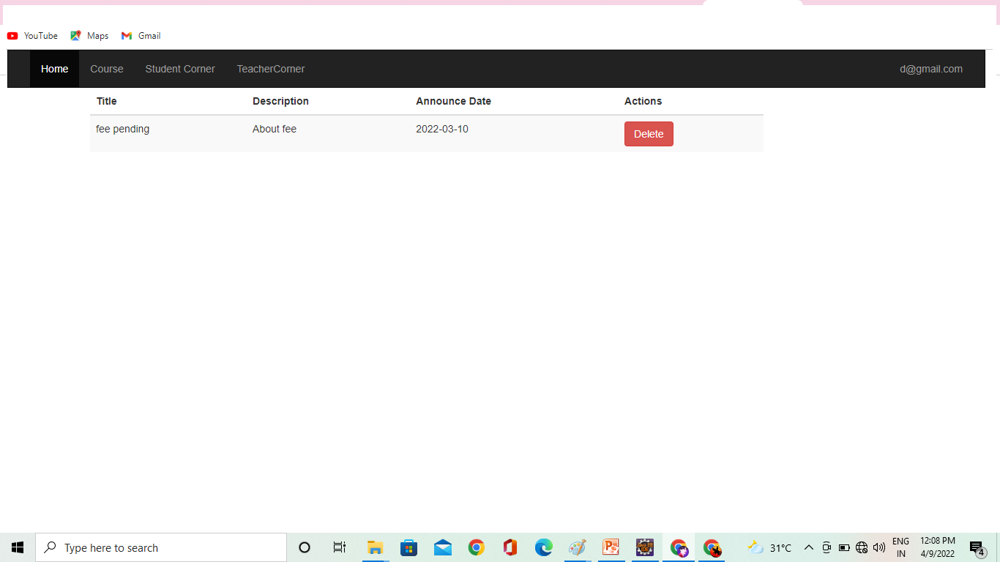 YouTube Maps Gmail
Home Course Student Corner TeacherCorner d@gmail.com
Title Description Announce Date Actions
fee pending About fee 2022-03-10 Delete
Type here to search 31°C ENG 12:08 PM
IN 4/9/2022 4